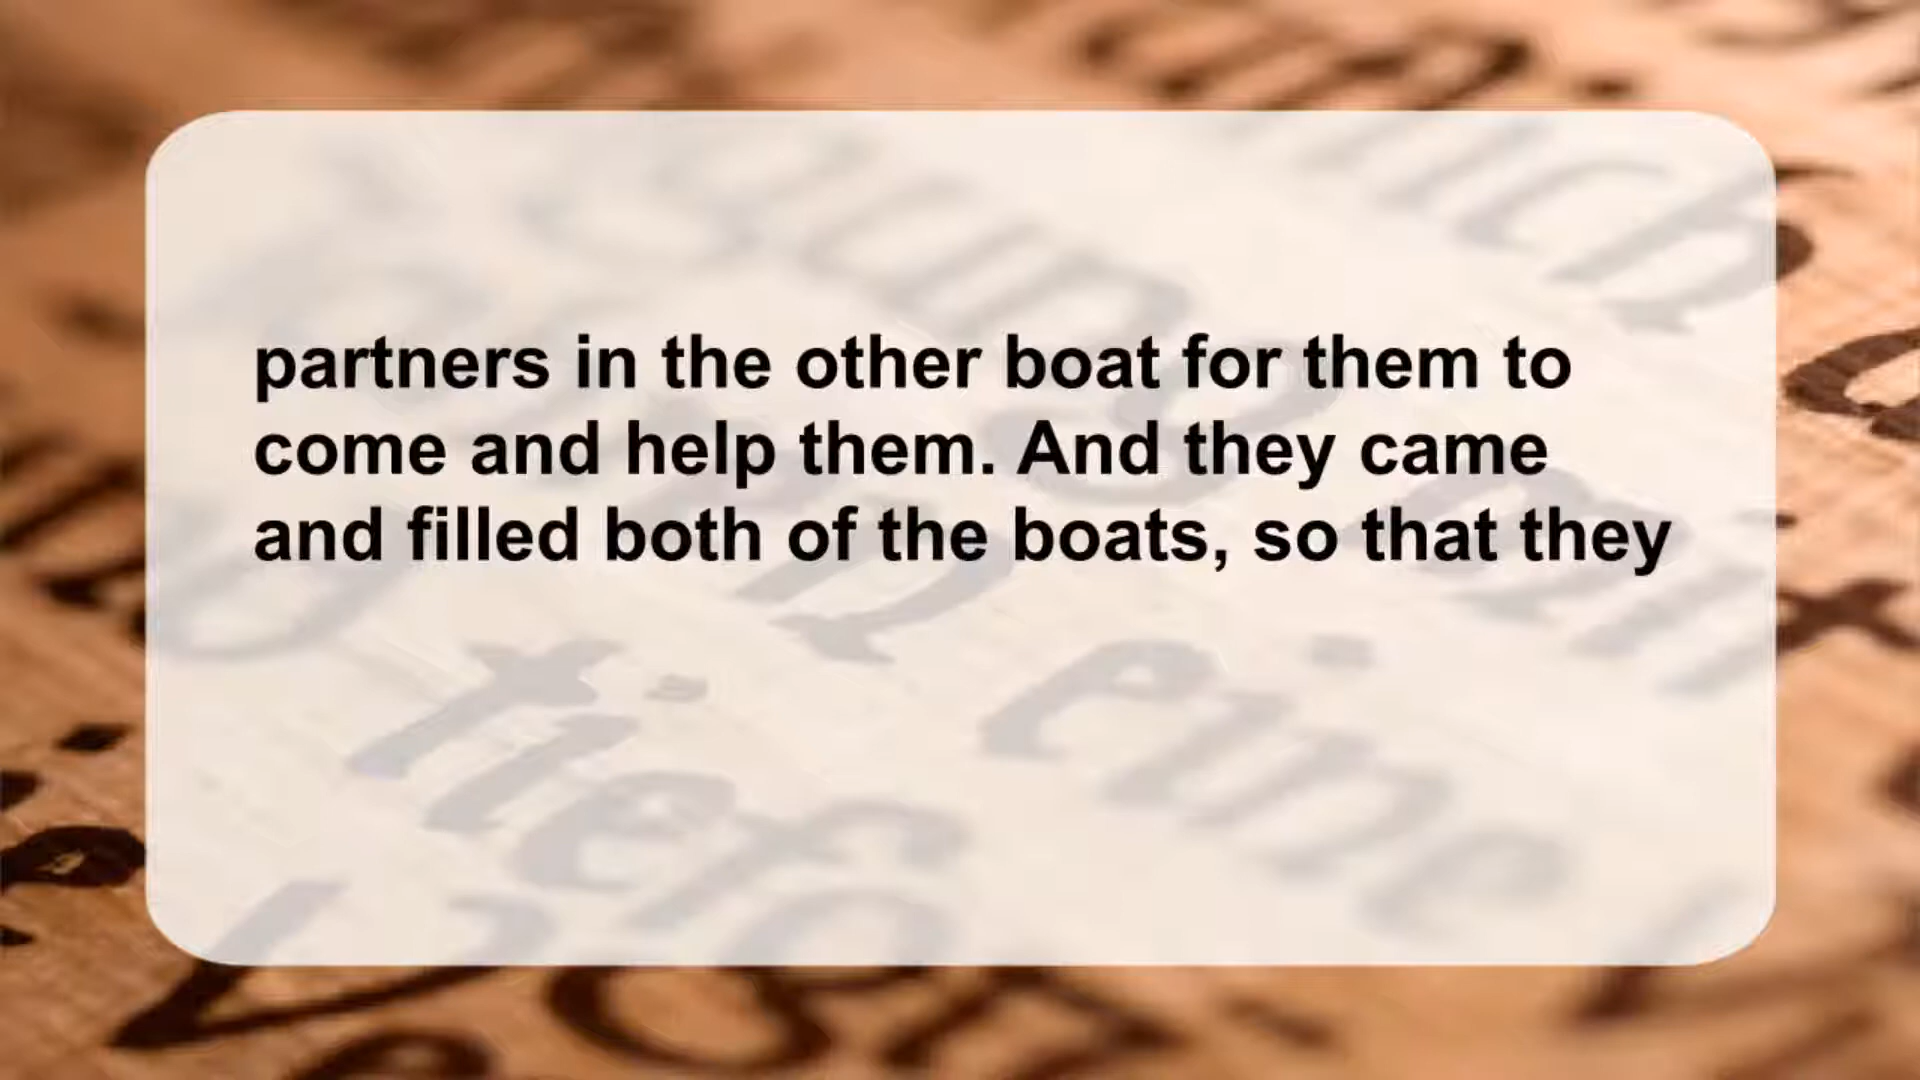 partners in the other boat for them to
come and help them. And they came
and filled both of the boats, so that they